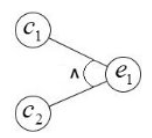 c₁
∧ e₁
c₂